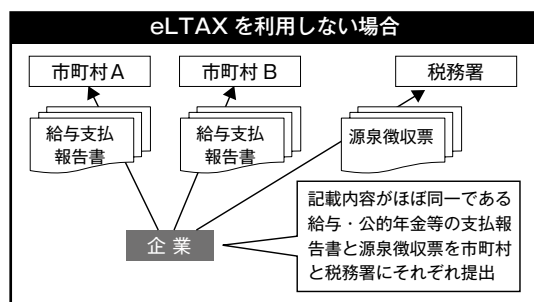 eLTAX を利用しない場合
市町村 A
市町村 B
税務署
給与支払
報告書
給与支払
報告書
源泉徴収票
企 業
記載内容がほぼ同一である
給与・公的年金等の支払報
告書と源泉徴収票を市町村
と税務署にそれぞれ提出